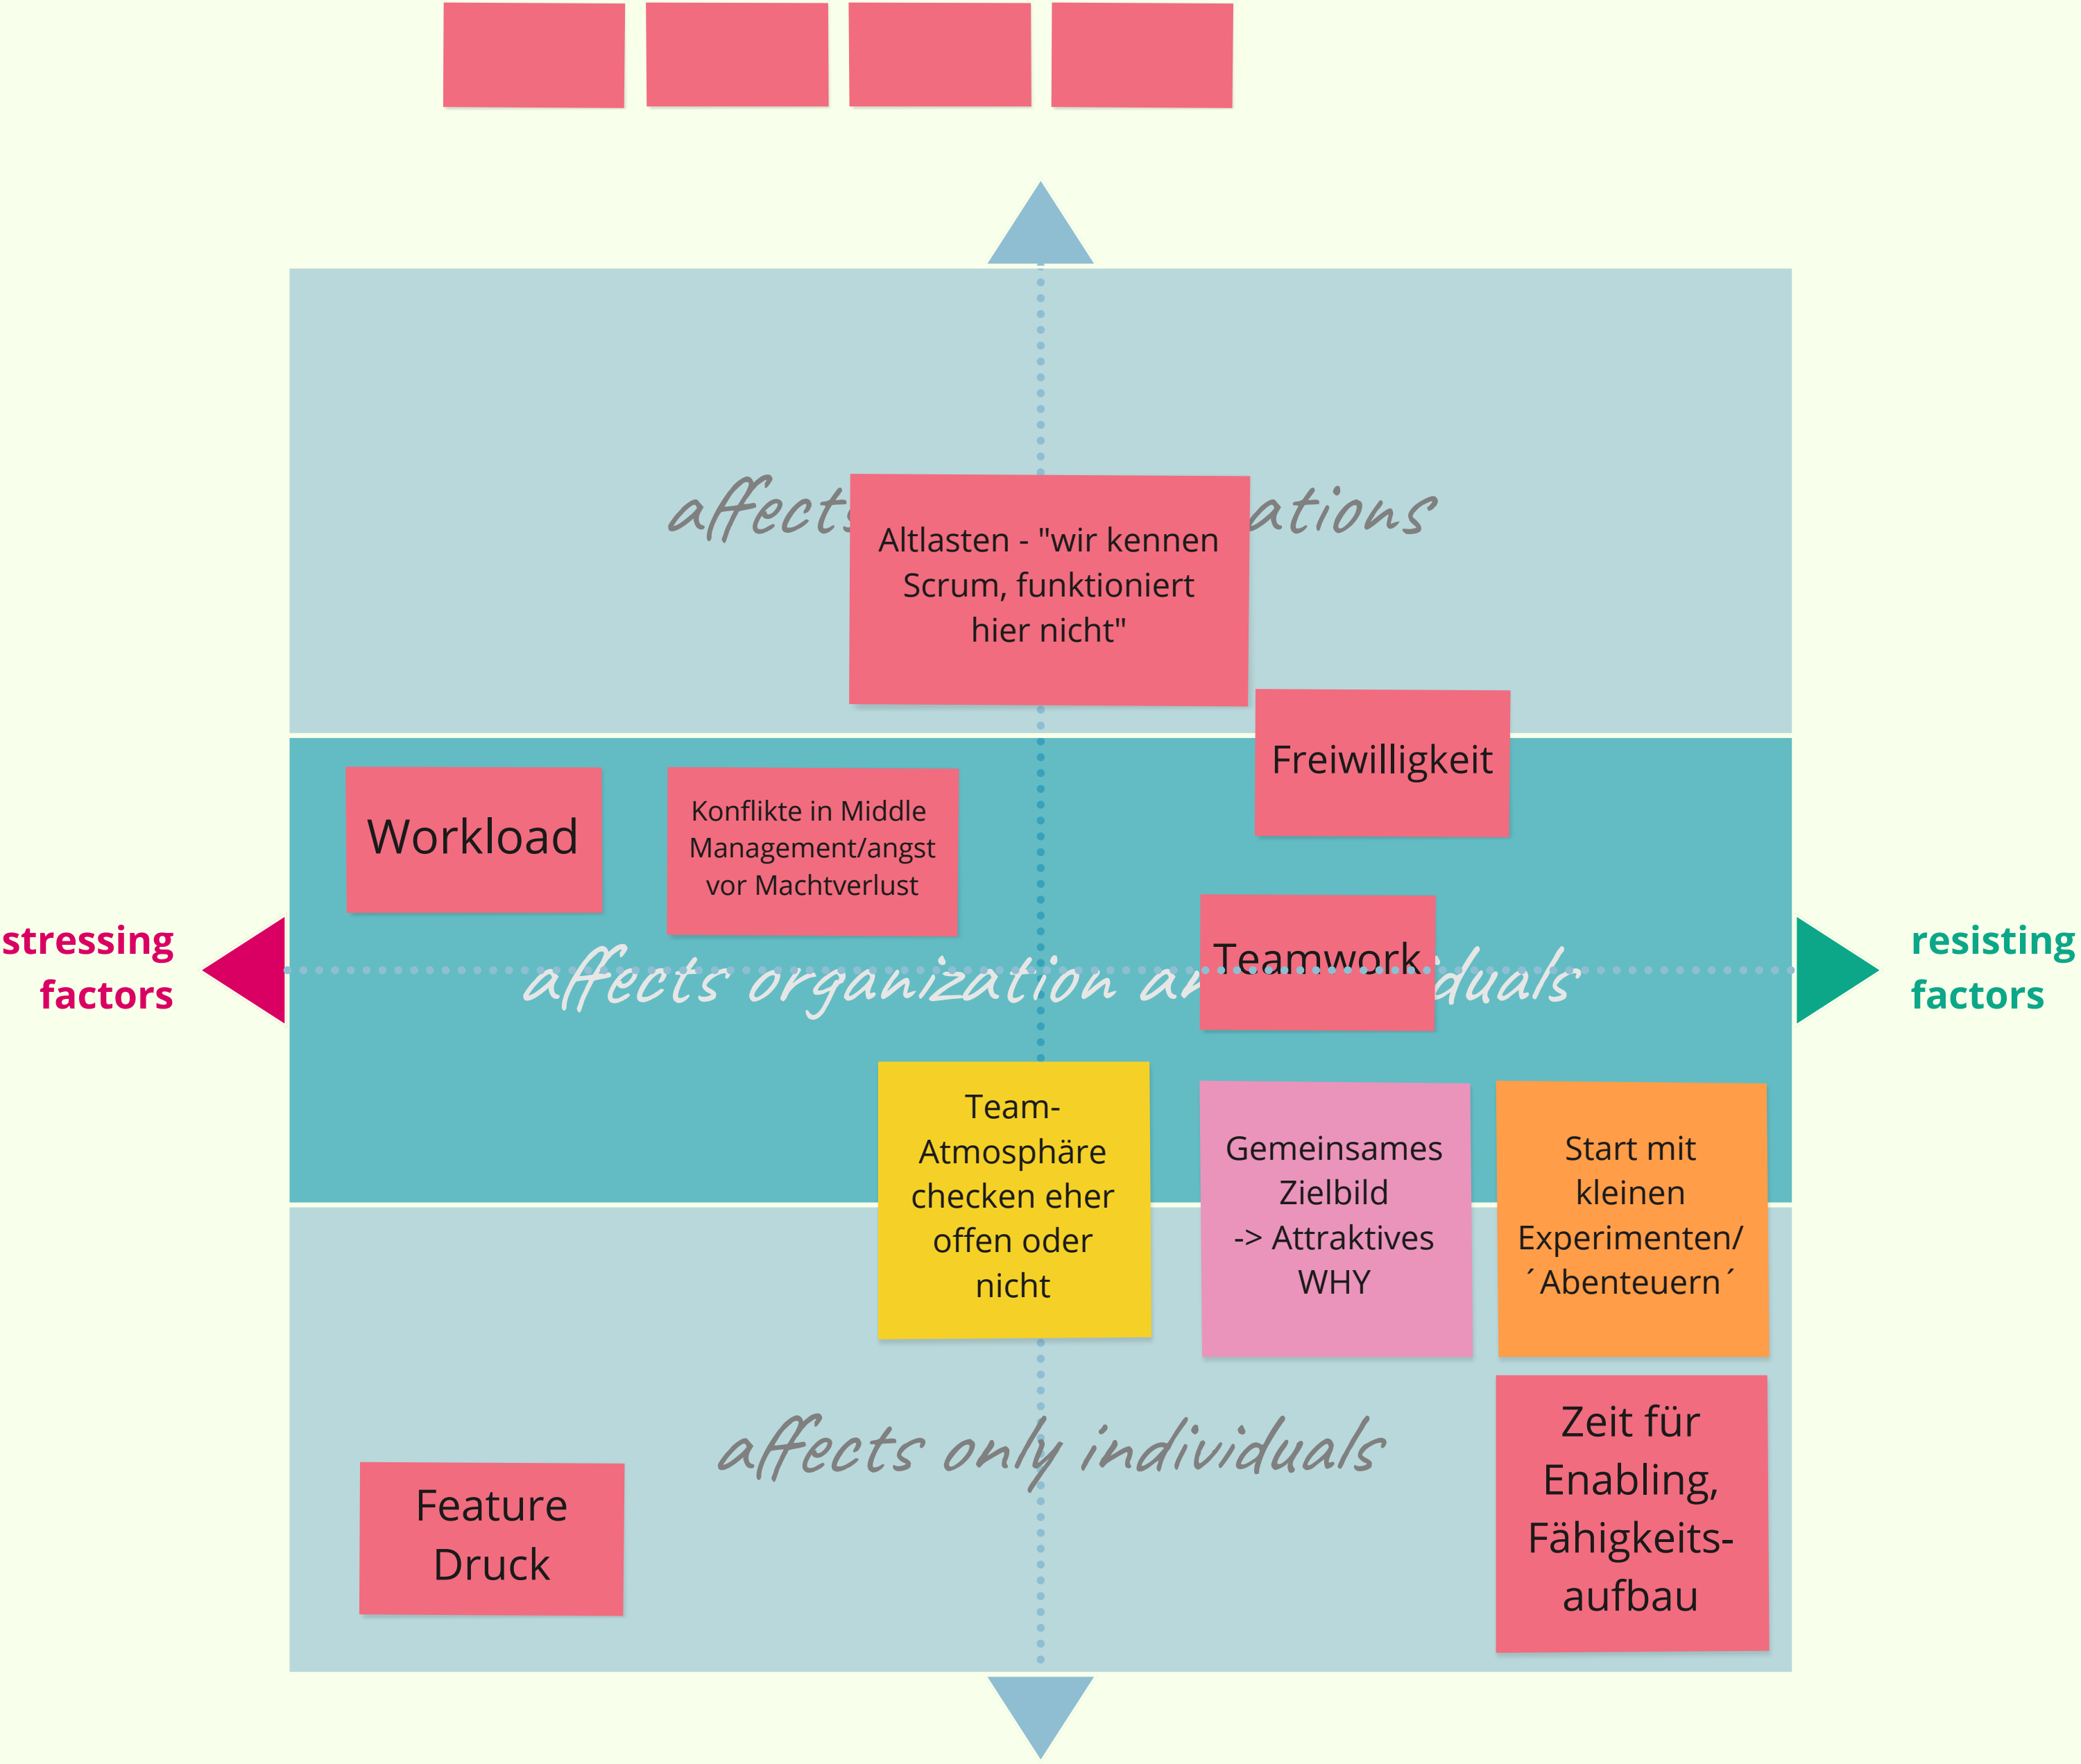 affects
ations
Altlasten - "wir kennen
Scrum, funktioniert
hier nicht"
Freiwilligkeit
Workload
Konflikte in Middle
Management/angst
vor Machtverlust
stressing
factors
Teamwork
affects organization
duals
resisting
factors
Team-
Atmosphäre
checken eher
offen oder
nicht
Gemeinsames
Zielbild
-> Attraktives
WHY
Start mit
kleinen
Experimenten/
´Abenteuern´
affects only individuals
Feature
Druck
Zeit für
Enabling,
Fähigkeits-
aufbau